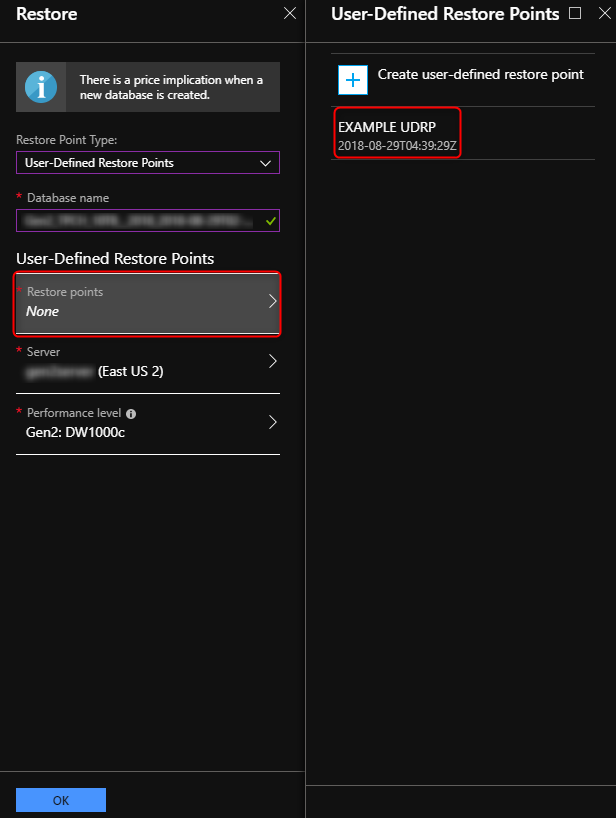 Restore
There is a price implication when a
new database is created.
Restore Point Type:
User-Defined Restore Points
* Database name
User-Defined Restore Points
* Restore points
None
* Server
(East US 2)
* Performance level
Gen2: DW1000c
OK
User-Defined Restore Points
Create user-defined restore point
EXAMPLE UDRP
2018-08-29T04:39:29Z